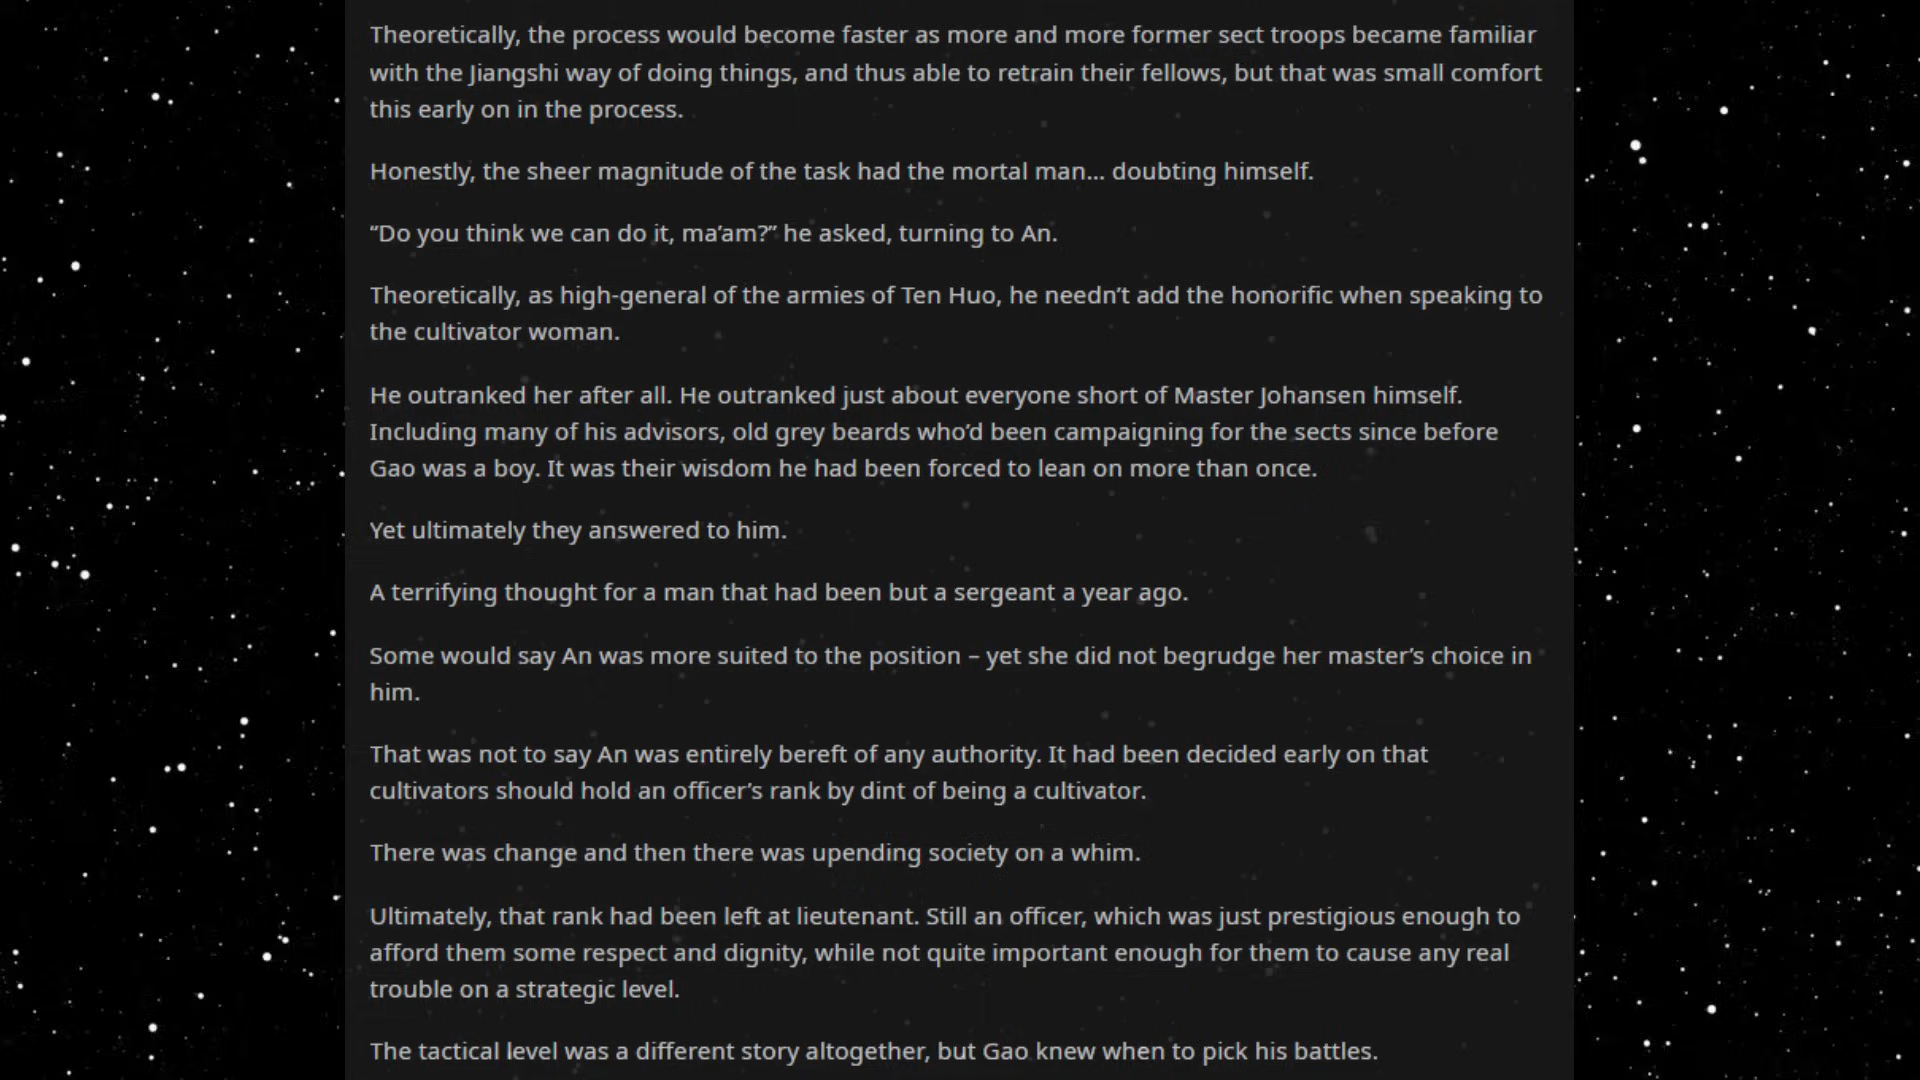 Theoretically, the process would become faster as more and more former sect troops became familiar
with the Jiangshi way of doing things, and thus able to retrain their fellows, but that was small comfort
this early on in the process.
Honestly, the sheer magnitude of the task had the mortal man… doubting himself.
“Do you think we can do it, ma’am?” he asked, turning to An.
Theoretically, as high-general of the armies of Ten Huo, he needn’t add the honorific when speaking to
the cultivator woman.
He outranked her after all. He outranked just about everyone short of Master Johansen himself.
Including many of his advisors, old grey beards who’d been campaigning for the sects since before
Gao was a boy. It was their wisdom he had been forced to lean on more than once.
Yet ultimately they answered to him.
A terrifying thought for a man that had been but a sergeant a year ago.
Some would say An was more suited to the position – yet she did not begrudge her master’s choice in
him.
That was not to say An was entirely bereft of any authority. It had been decided early on that
cultivators should hold an officer’s rank by dint of being a cultivator.
There was change and then there was upending society on a whim.
Ultimately, that rank had been left at lieutenant. Still an officer, which was just prestigious enough to
afford them some respect and dignity, while not quite important enough for them to cause any real
trouble on a strategic level.
The tactical level was a different story altogether, but Gao knew when to pick his battles.